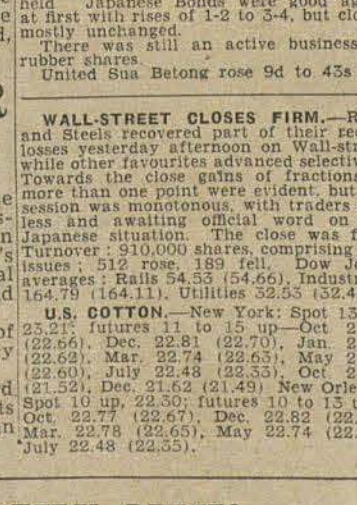 held Japanese Bonds were good a
at first with rises of 1-2 to 3-4, but clo
mostly unchanged.
There was still an active business
rubber shares.
United Sua Betong rose 9d to 43s
WALL-STREET CLOSES FIRM.—R
and Steels recovered part of their re
losses yesterday afternoon on Wall-str
while other favourites advanced selectiv
Towards the close gains of fractions
more than one point were evident, but
session was monotonous, with traders
less and awaiting official word on
Japanese situation. The close was f
Turnover: 910,000 shares, comprising
issues; 512 rose, 189 fell. Dow Jo
averages: Rails 54.53 (54.66), Industr
164.79 (164.11), Utilities 32.53 (32.4
U.S. COTTON.—New York: Spot 13
23.21; futures 11 to 15 up—Oct 2
(22.66), Dec. 22.81 (22.70), Jan. 2
(22.62), Mar. 22.74 (22.63), May 2
(22.60), July 22.48 (22.33), Oct 2
(21.52), Dec. 21.62 (21.49) New Orle
Spot 10 up, 22.30; futures 10 to 13 u
Oct. 22.77 (22.67), Dec. 22.82 (22.
Mar. 22.78 (22.65), May 22.74 (22.
July 22.48 (22.35).